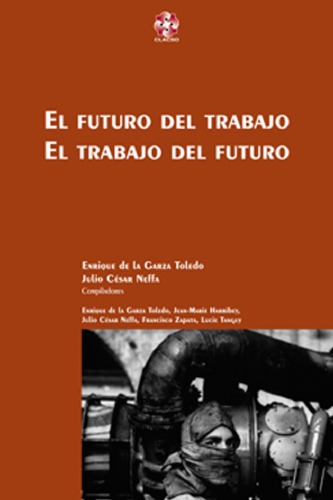 CLACSO
EL FUTURO DEL TRABAJO
EL TRABAJO DEL FUTURO
Enrique de la Garza Toledo
Julio César Neffa
Compiladores
Enrique de la Garza Toledo, Jean-Marie Harribey,
Julio César Neffa, Francisco Zapata, Lucie Tanguy